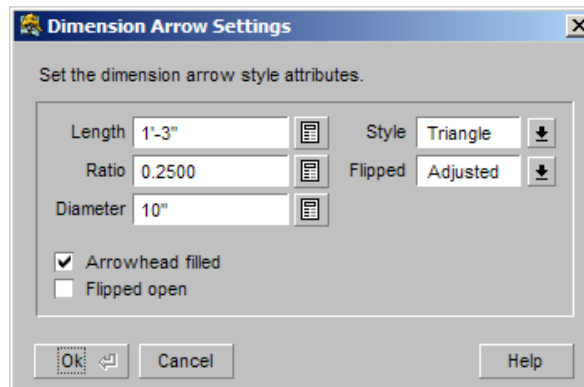 Dimension Arrow Settings
Set the dimension arrow style attributes.
Length 1'-3" Style Triangle
Ratio 0.2500 Flipped Adjusted
Diameter 10"
Arrowhead filled
Flipped open
Ok Cancel Help